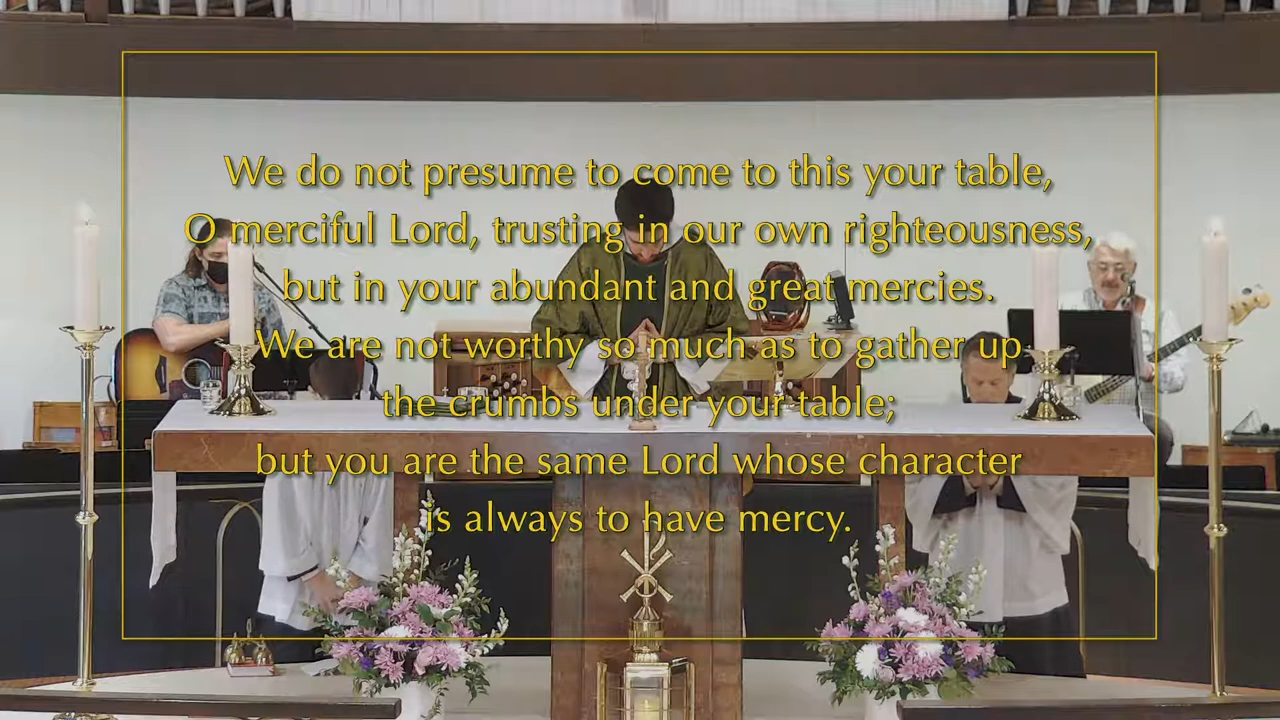 We do not presume to come to this your table,
O merciful Lord, trusting in our own righteousness,
but in your abundant and great mercies.
We are not worthy so much as to gather up
the crumbs under your table;
but you are the same Lord whose character
is always to have mercy.